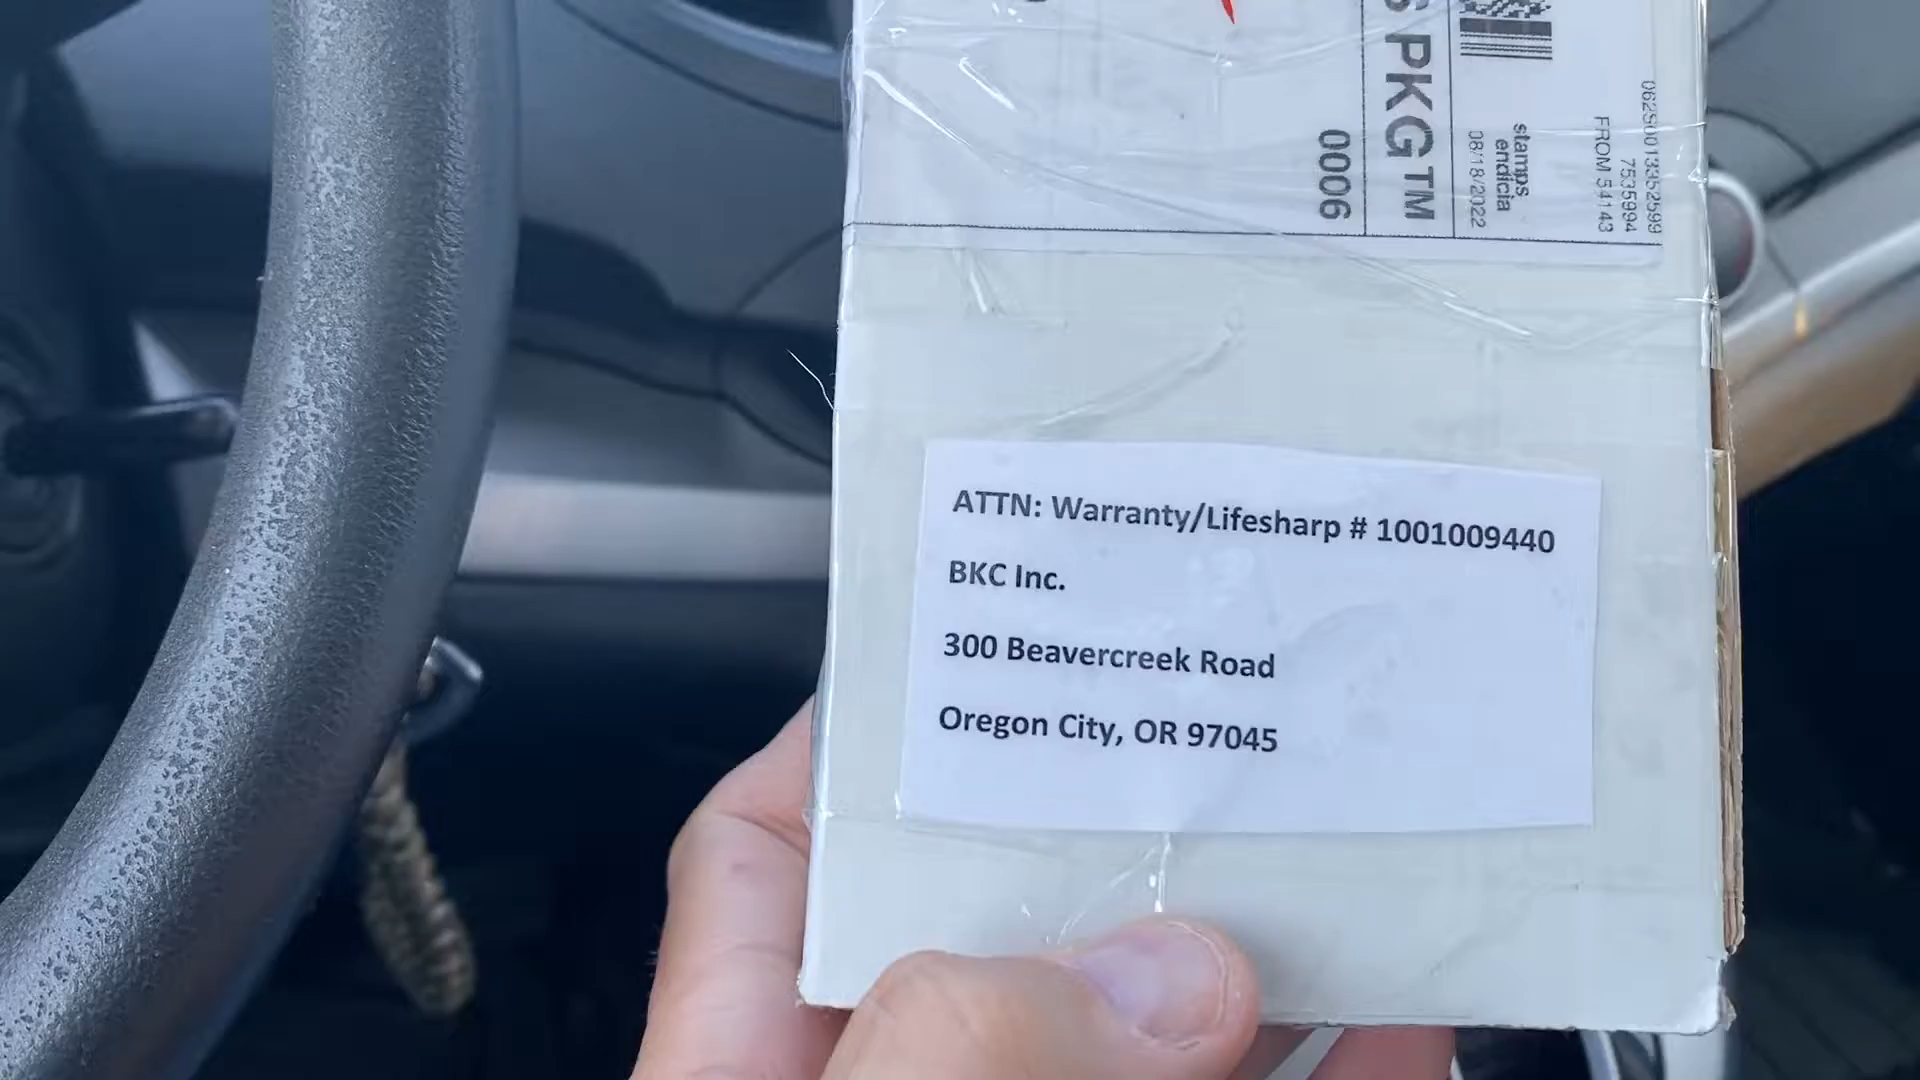 S PKG TM
0006
stamps
endicia
08/18/2022
7535994
FROM 54143
ATTN: Warranty/Lifesharp # 1001009440
BKC Inc.
300 Beavercreek Road
Oregon City, OR 97045